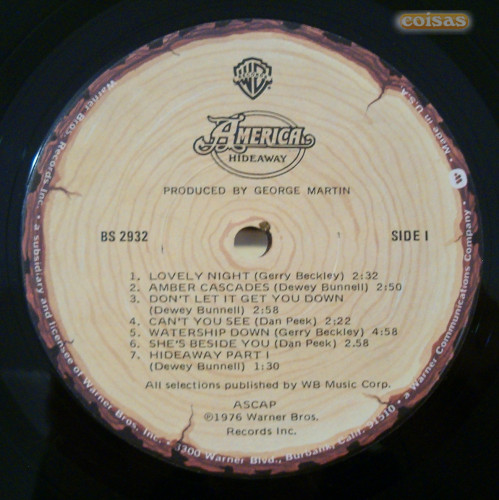 coisas
RECORDS
AMERICA
HIDEAWAY
PRODUCED BY GEORGE MARTIN
BS 2932
SIDE I
1. LOVELY NIGHT (Gerry Beckley) 2:32
2. AMBER CASCADES (Dewey Bunnell) 2:50
3. DON'T LET IT GET YOU DOWN
(Dewey Bunnell) 2:58
4. CAN'T YOU SEE (Dan Peek) 2:22
5. WATERSHIP DOWN (Gerry Beckley) 4:58
6. SHE'S BESIDE YOU (Dan Peek) 2.58
7. HIDEAWAY PART I
(Dewey Bunnell) 1:30
All selections published by WB Music Corp.
ASCAP
©1976 Warner Bros.
Records Inc.
Warner Bros. Records Inc. • a subsidiary and licensee of Warner Bros. Inc. • 3300 Warner Blvd., Burbank, Calif. 91510 • a Warner Communications Company. • Made in U.S.A.